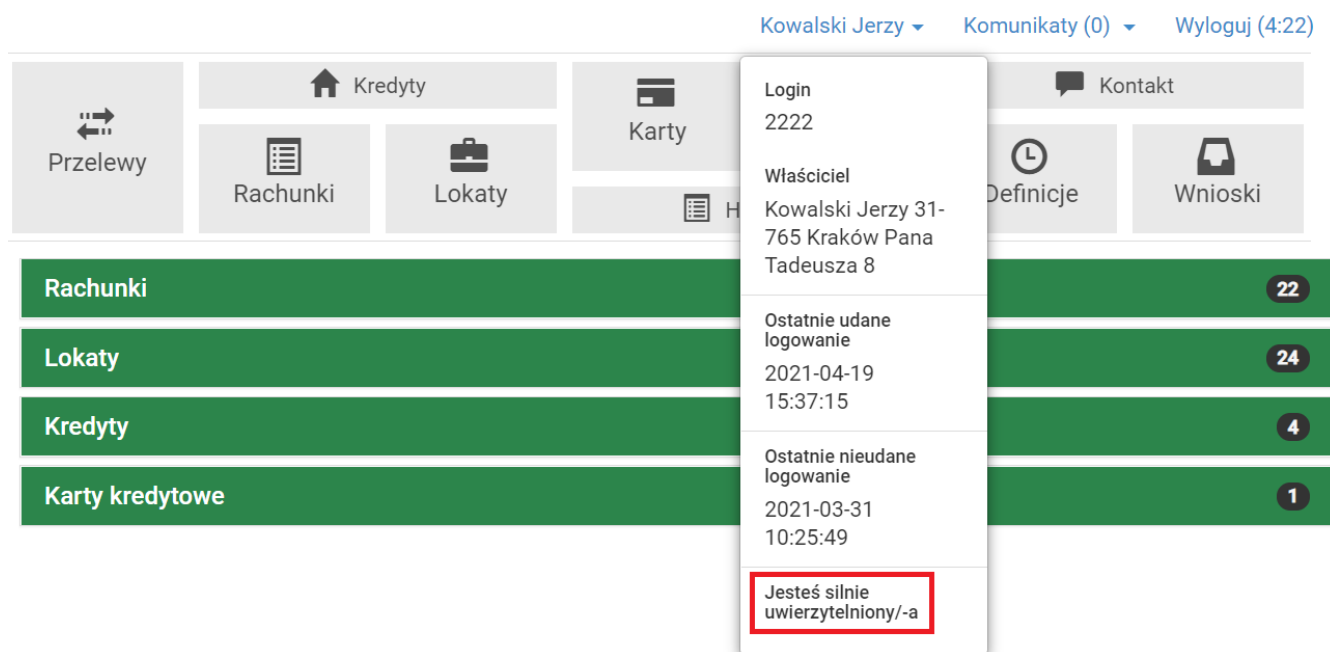 Kowalski Jerzy
Komunikaty (0)
Wyloguj (4:22)
Przelewy
Kredyty
Rachunki
Lokaty
Karty
H
Kontakt
Definicje
Wnioski
Login
2222
Właściciel
Kowalski Jerzy 31-
765 Kraków Pana
Tadeusza 8
Ostatnie udane
logowanie
2021-04-19
15:37:15
Ostatnie nieudane
logowanie
2021-03-31
10:25:49
Jesteś silnie
uwierzytelniony/-a
Rachunki 22
Lokaty 24
Kredyty 4
Karty kredytowe 1